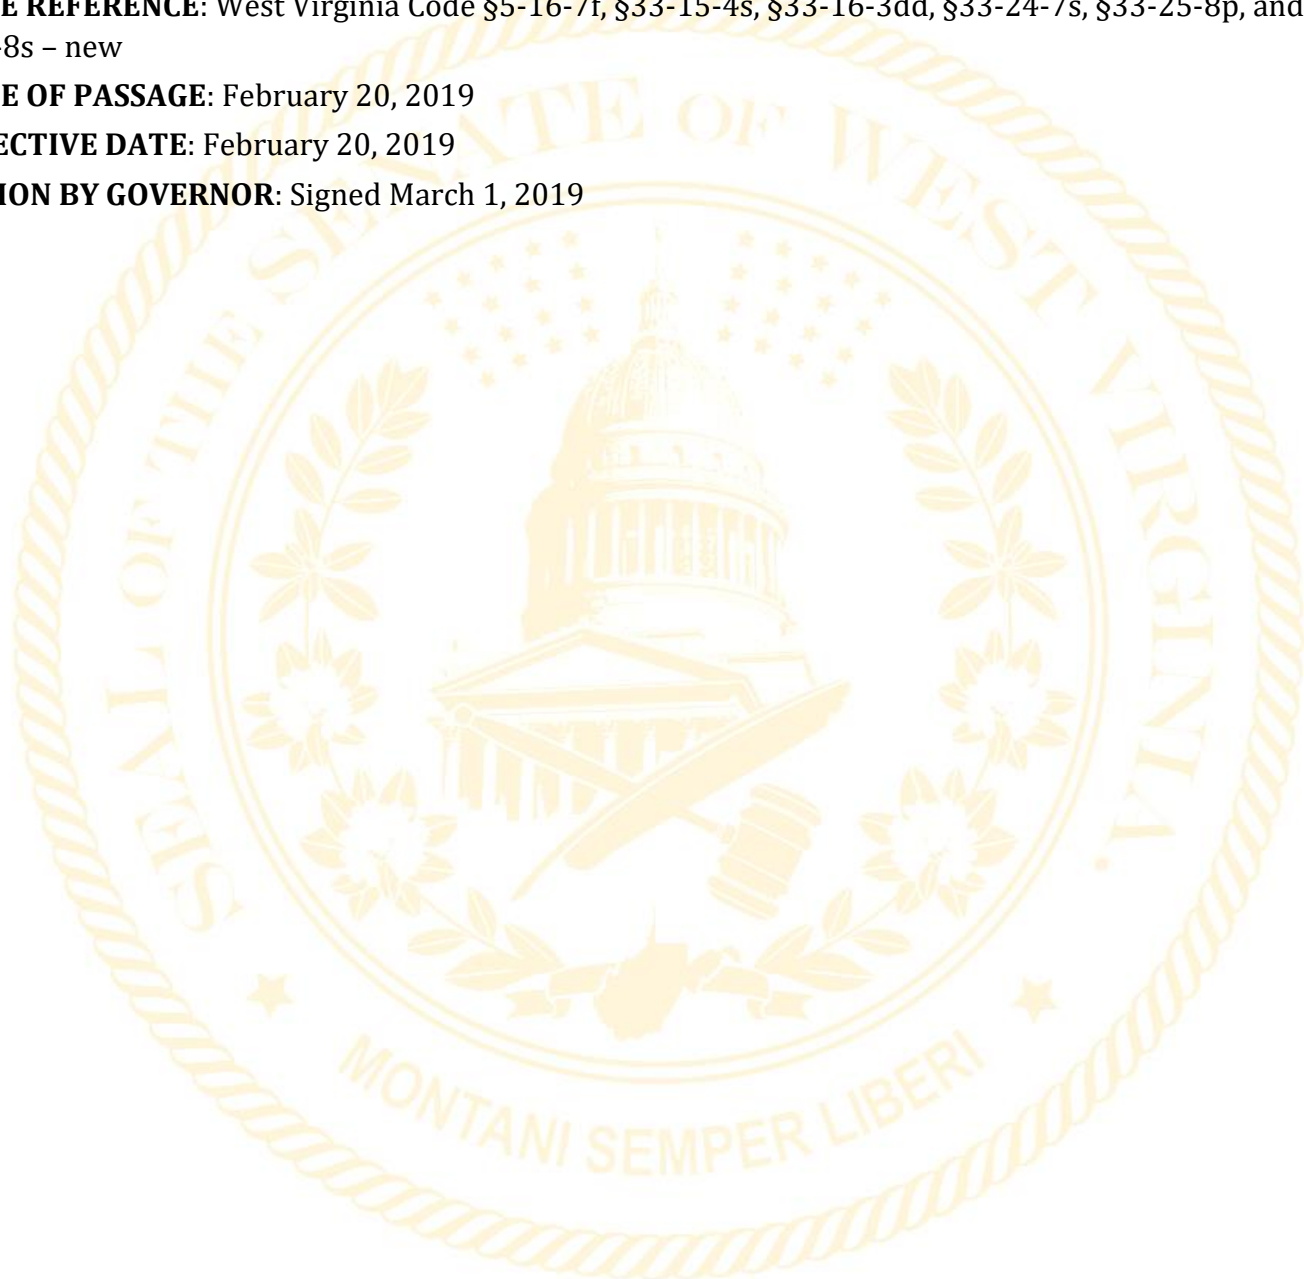 E REFERENCE: West Virginia Code §5-16-7f, §33-15-4s, §33-16-3dd, §33-24-7s, §33-25-8p, and
-8s – new
E OF PASSAGE: February 20, 2019
ECTIVE DATE: February 20, 2019
ION BY GOVERNOR: Signed March 1, 2019
SEAL OF THE SENATE OF WEST VIRGINIA
MONTANI SEMPER LIBERI